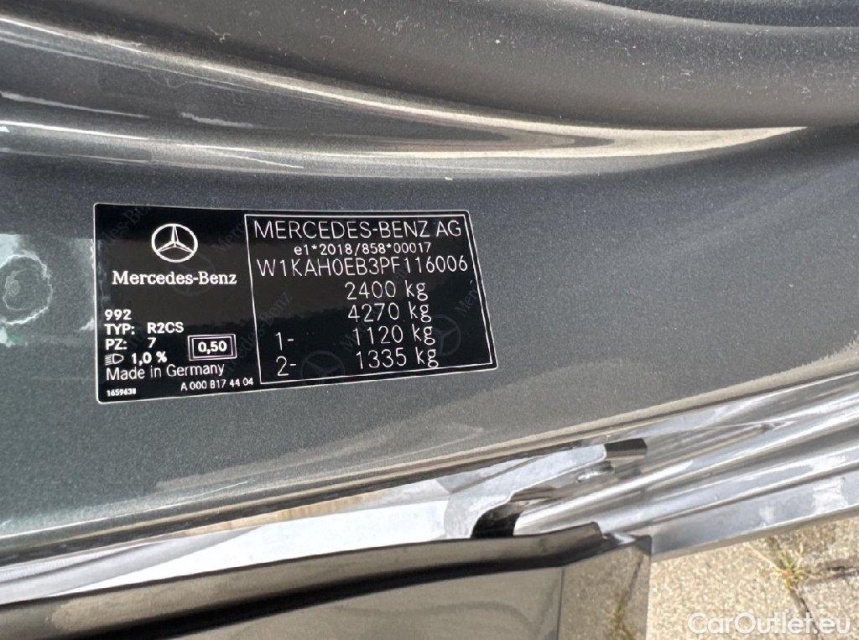 Mercedes-Benz
992
TYP: R2CS
PZ: 7
0,50
1,0 %
Made in Germany
1659638
A 000 817 44 04
MERCEDES-BENZ AG
e1*2018/858*00017
W1KAH0EB3PF116006
2400 kg
4270 kg
1- 1120 kg
2- 1335 kg
CarOutlet.eu